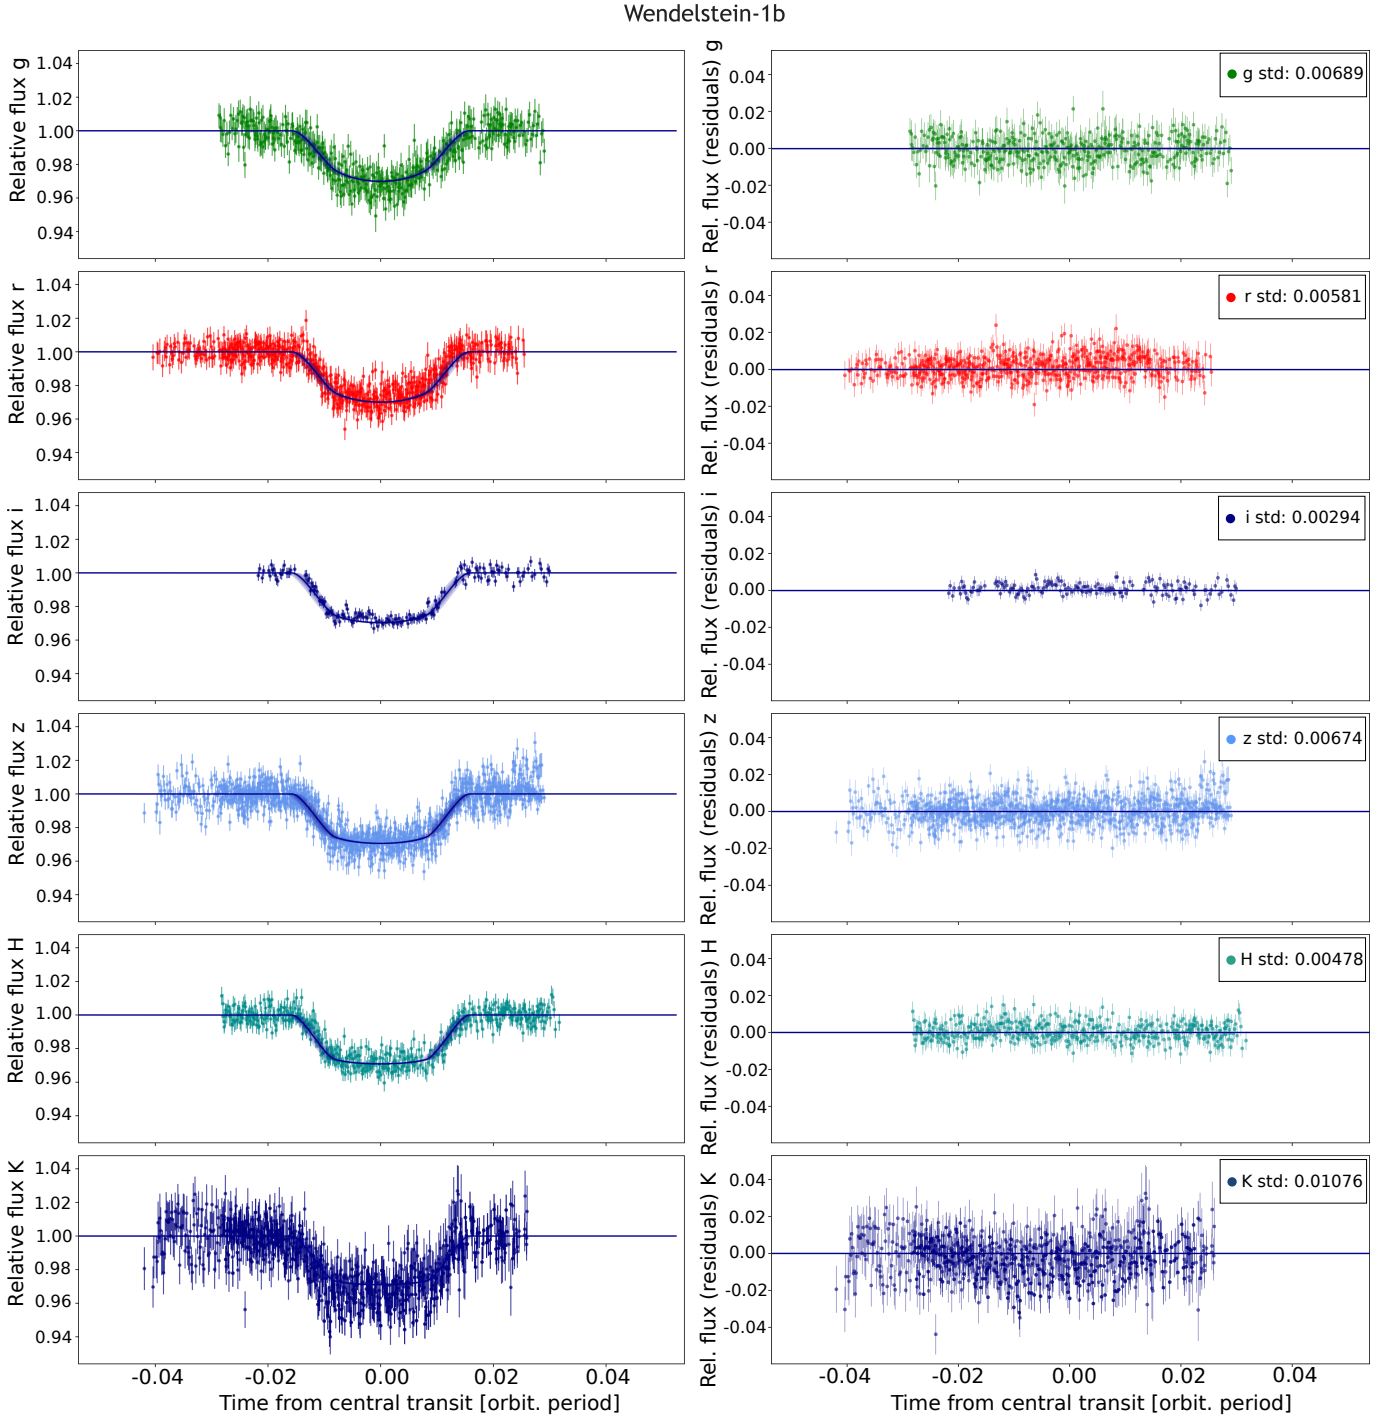 Wendelstein-1b
Relative flux g
1.04
1.02
1.00
0.98
0.96
0.94
Rel. flux (residuals) g
0.04
0.02
0.00
-0.02
-0.04
g std: 0.00689
Relative flux r
1.04
1.02
1.00
0.98
0.96
0.94
Rel. flux (residuals) r
0.04
0.02
0.00
-0.02
-0.04
r std: 0.00581
Relative flux i
1.04
1.02
1.00
0.98
0.96
0.94
Rel. flux (residuals) i
0.04
0.02
0.00
-0.02
-0.04
i std: 0.00294
Relative flux z
1.04
1.02
1.00
0.98
0.96
0.94
Rel. flux (residuals) z
0.04
0.02
0.00
-0.02
-0.04
z std: 0.00674
Relative flux H
1.04
1.02
1.00
0.98
0.96
0.94
Rel. flux (residuals) H
0.04
0.02
0.00
-0.02
-0.04
H std: 0.00478
Relative flux K
1.04
1.02
1.00
0.98
0.96
0.94
Rel. flux (residuals) K
0.04
0.02
0.00
-0.02
-0.04
K std: 0.01076
-0.04 -0.02 0.00 0.02 0.04
Time from central transit [orbit. period]
-0.04 -0.02 0.00 0.02 0.04
Time from central transit [orbit. period]